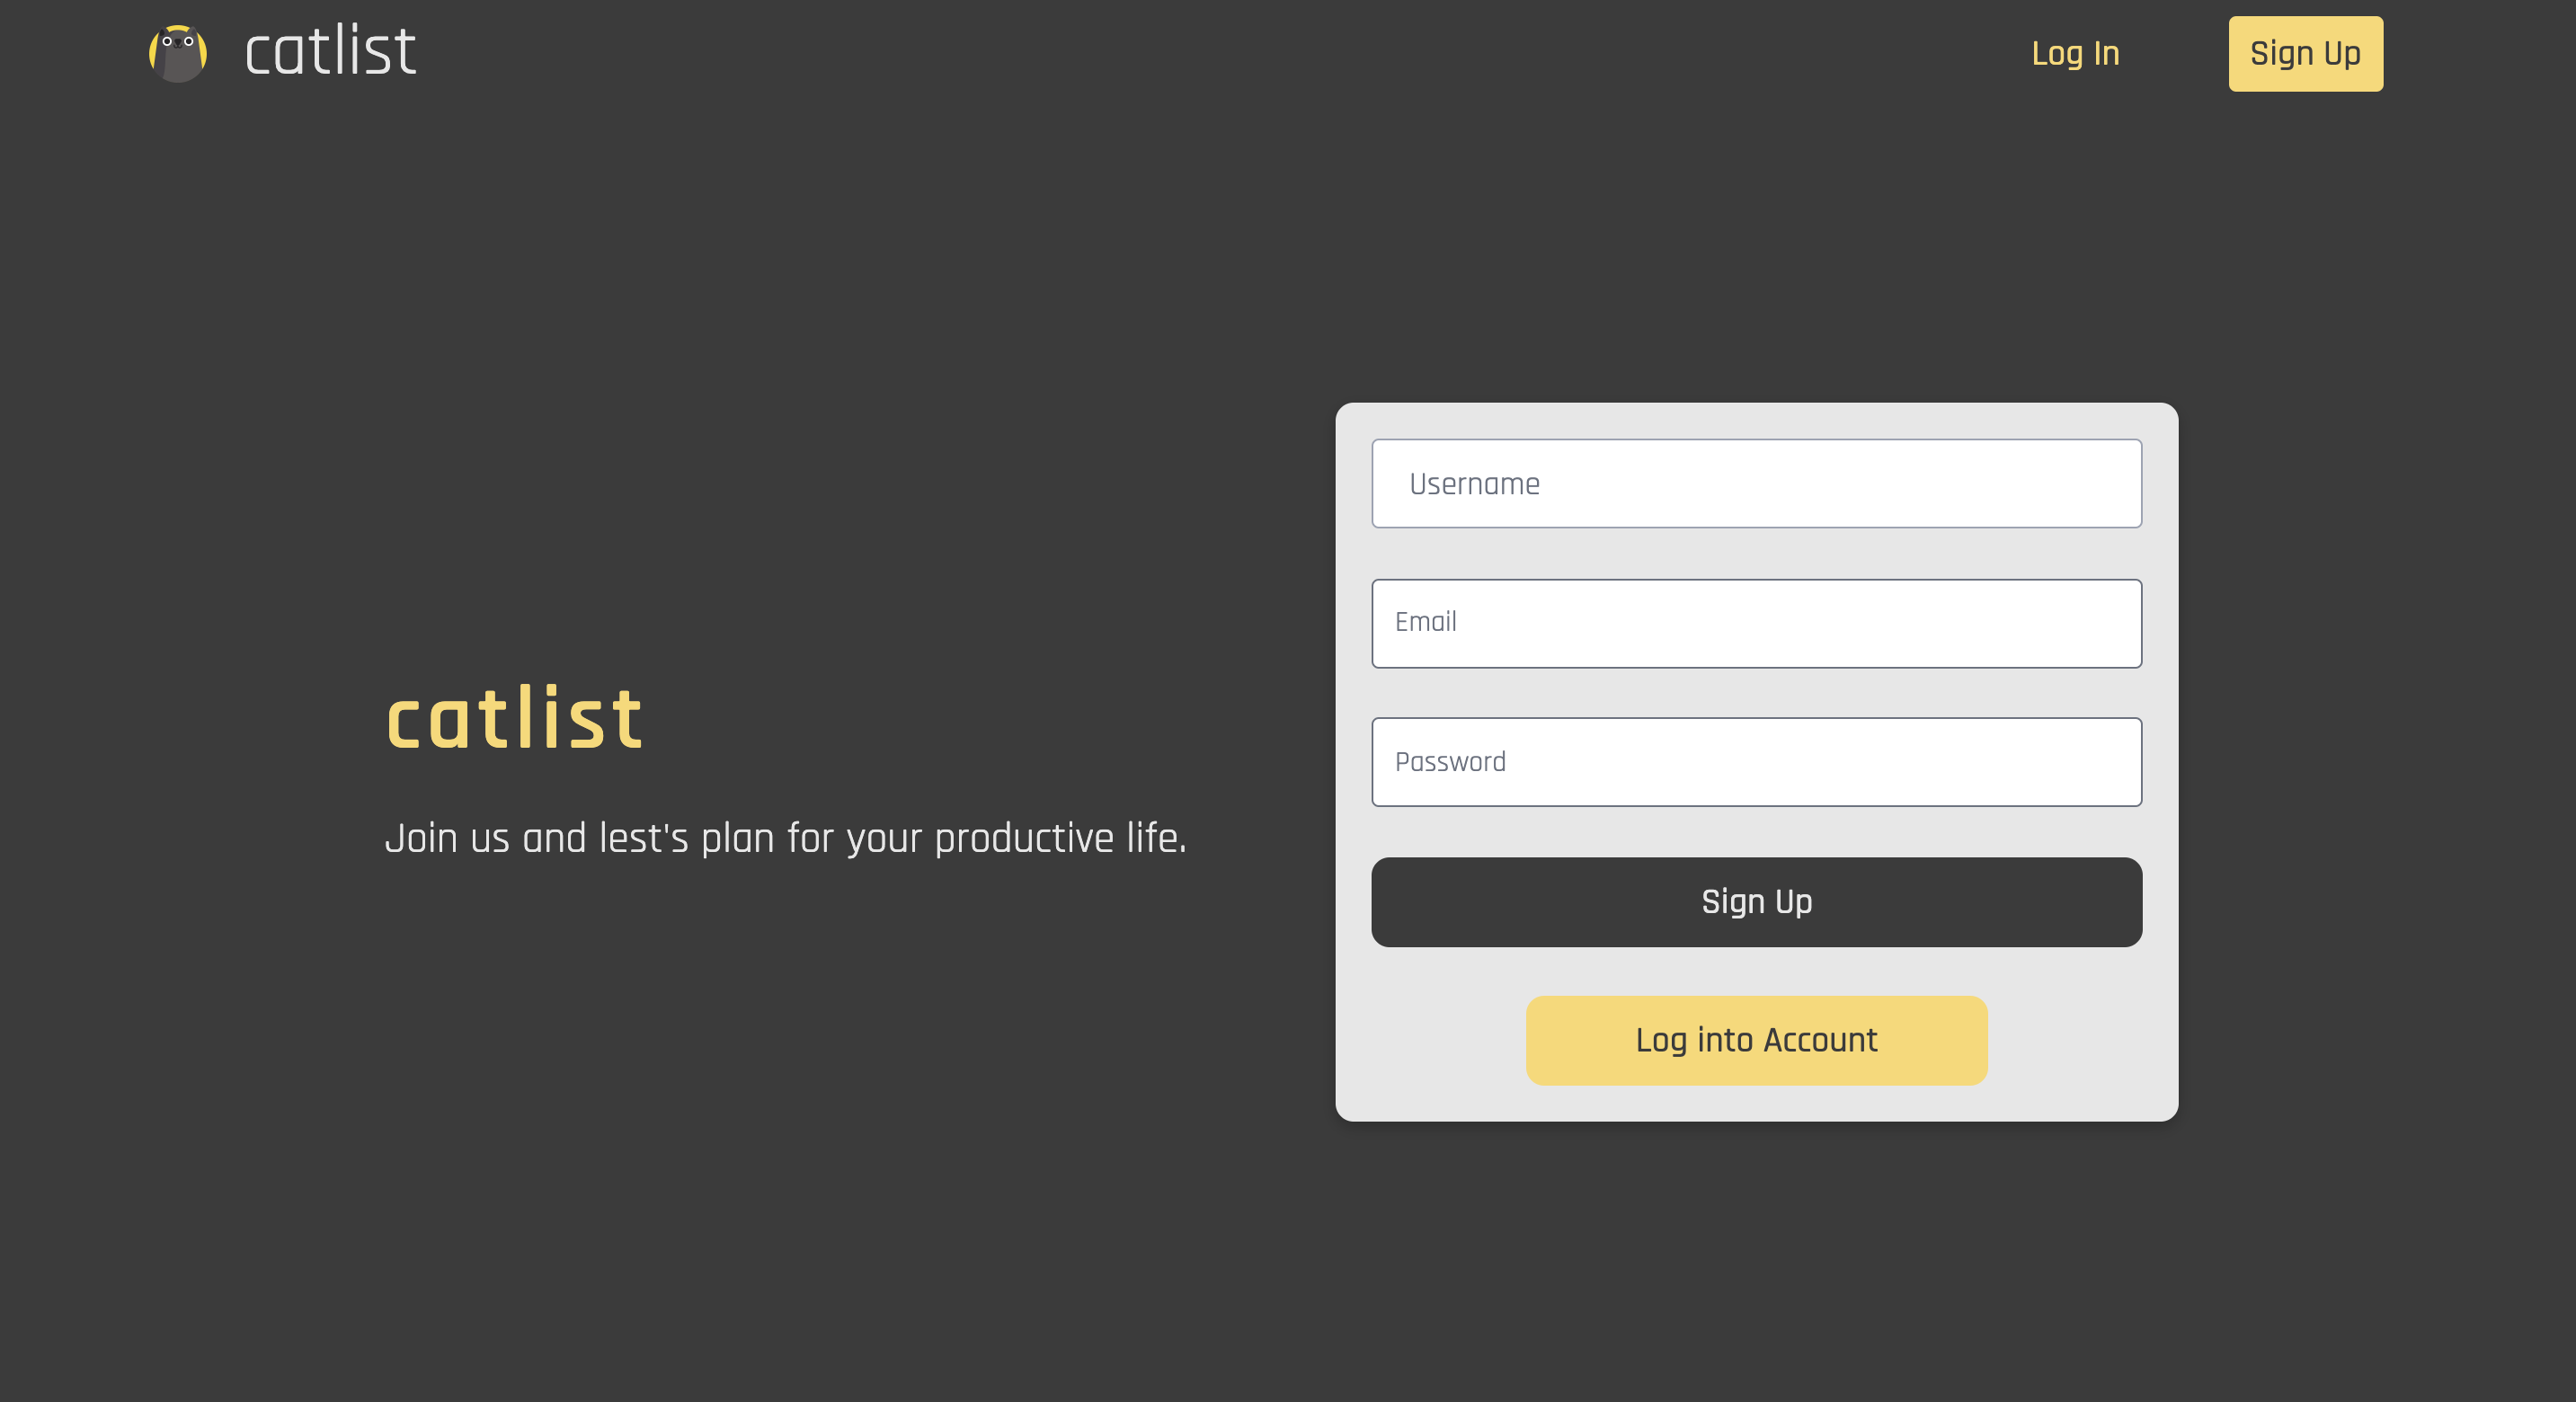 catlist
Log In
Sign Up
catlist
Join us and lest's plan for your productive life.
Username
Email
Password
Sign Up
Log into Account